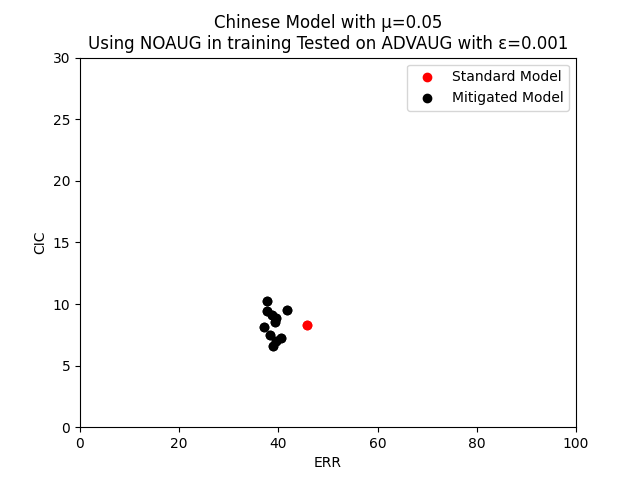 Chinese Model with μ=0.05
Using NOAUG in training Tested on ADVAUG with ε=0.001
Standard Model
Mitigated Model
30
25
20
15
10
5
0
CIC
0 20 40 60 80 100
ERR